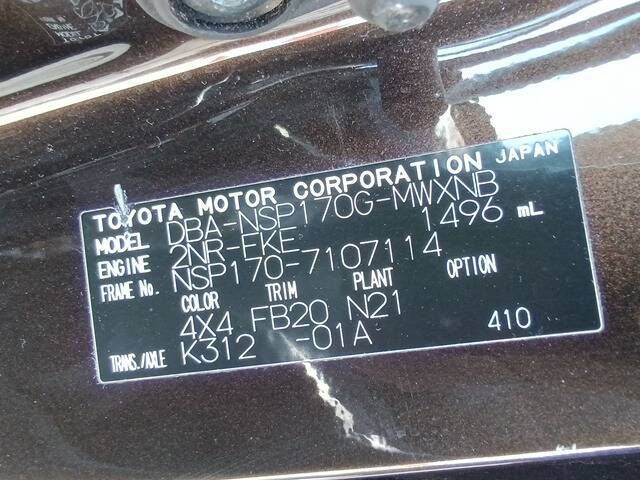 TOYOTA MOTOR CORPORATION JAPAN
MODEL DBA-NSP170G-MWXNB
ENGINE 2NR-FKE 1496 mL
FRAME No. NSP170-7107114
COLOR TRIM PLANT OPTION
4X4 FB20 N21
TRANS./AXLE K312 -01A 410